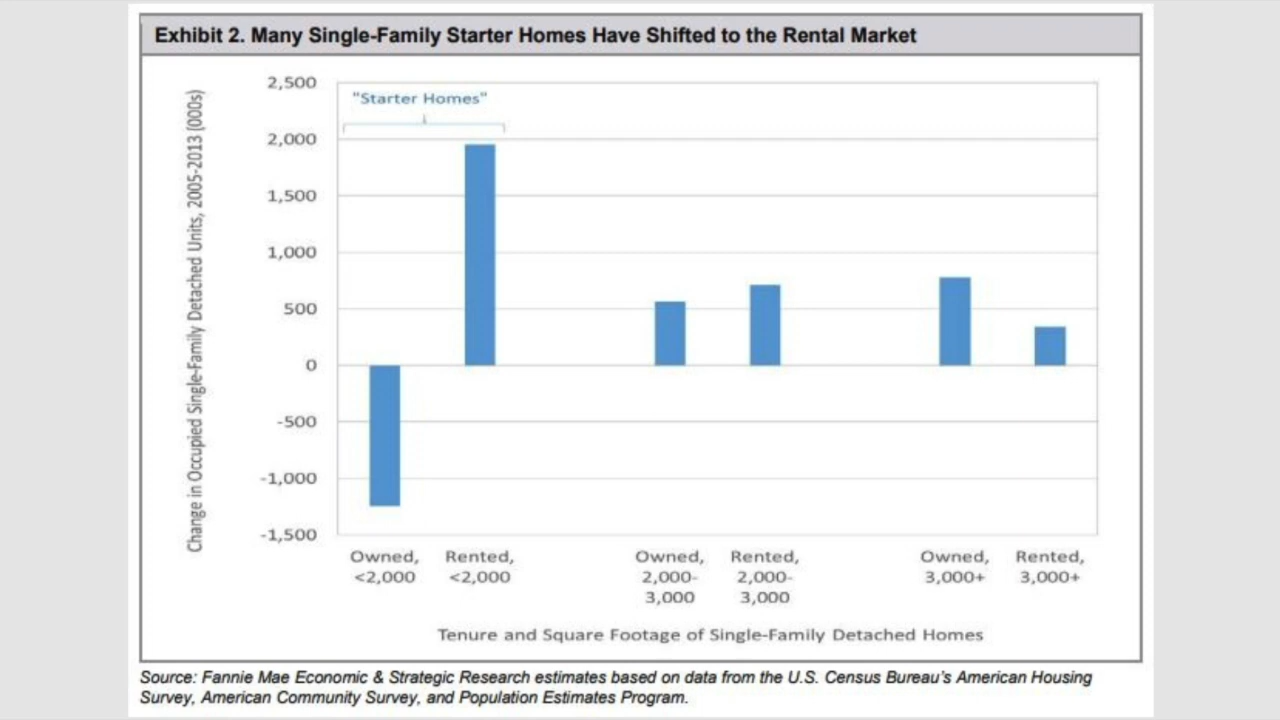 Exhibit 2. Many Single-Family Starter Homes Have Shifted to the Rental Market
Change in Occupied Single-Family Detached Units, 2005-2013 (000s)
2,500
2,000
1,500
1,000
500
0
-500
-1,000
-1,500
"Starter Homes"
Owned,
<2,000
Rented,
<2,000
Owned,
2,000-
3,000
Rented,
2,000-
3,000
Owned,
3,000+
Rented,
3,000+
Tenure and Square Footage of Single-Family Detached Homes
Source: Fannie Mae Economic & Strategic Research estimates based on data from the U.S. Census Bureau's American Housing
Survey, American Community Survey, and Population Estimates Program.